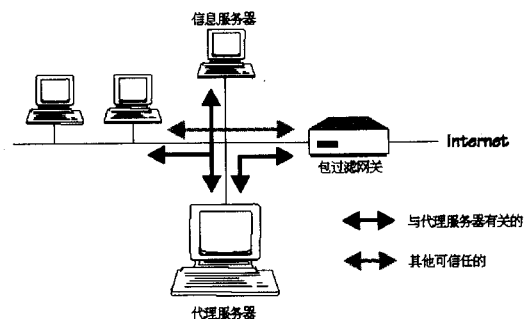 信息服务器
Internet
包过滤网关
与代理服务器有关的
其他可信任的
代理服务器